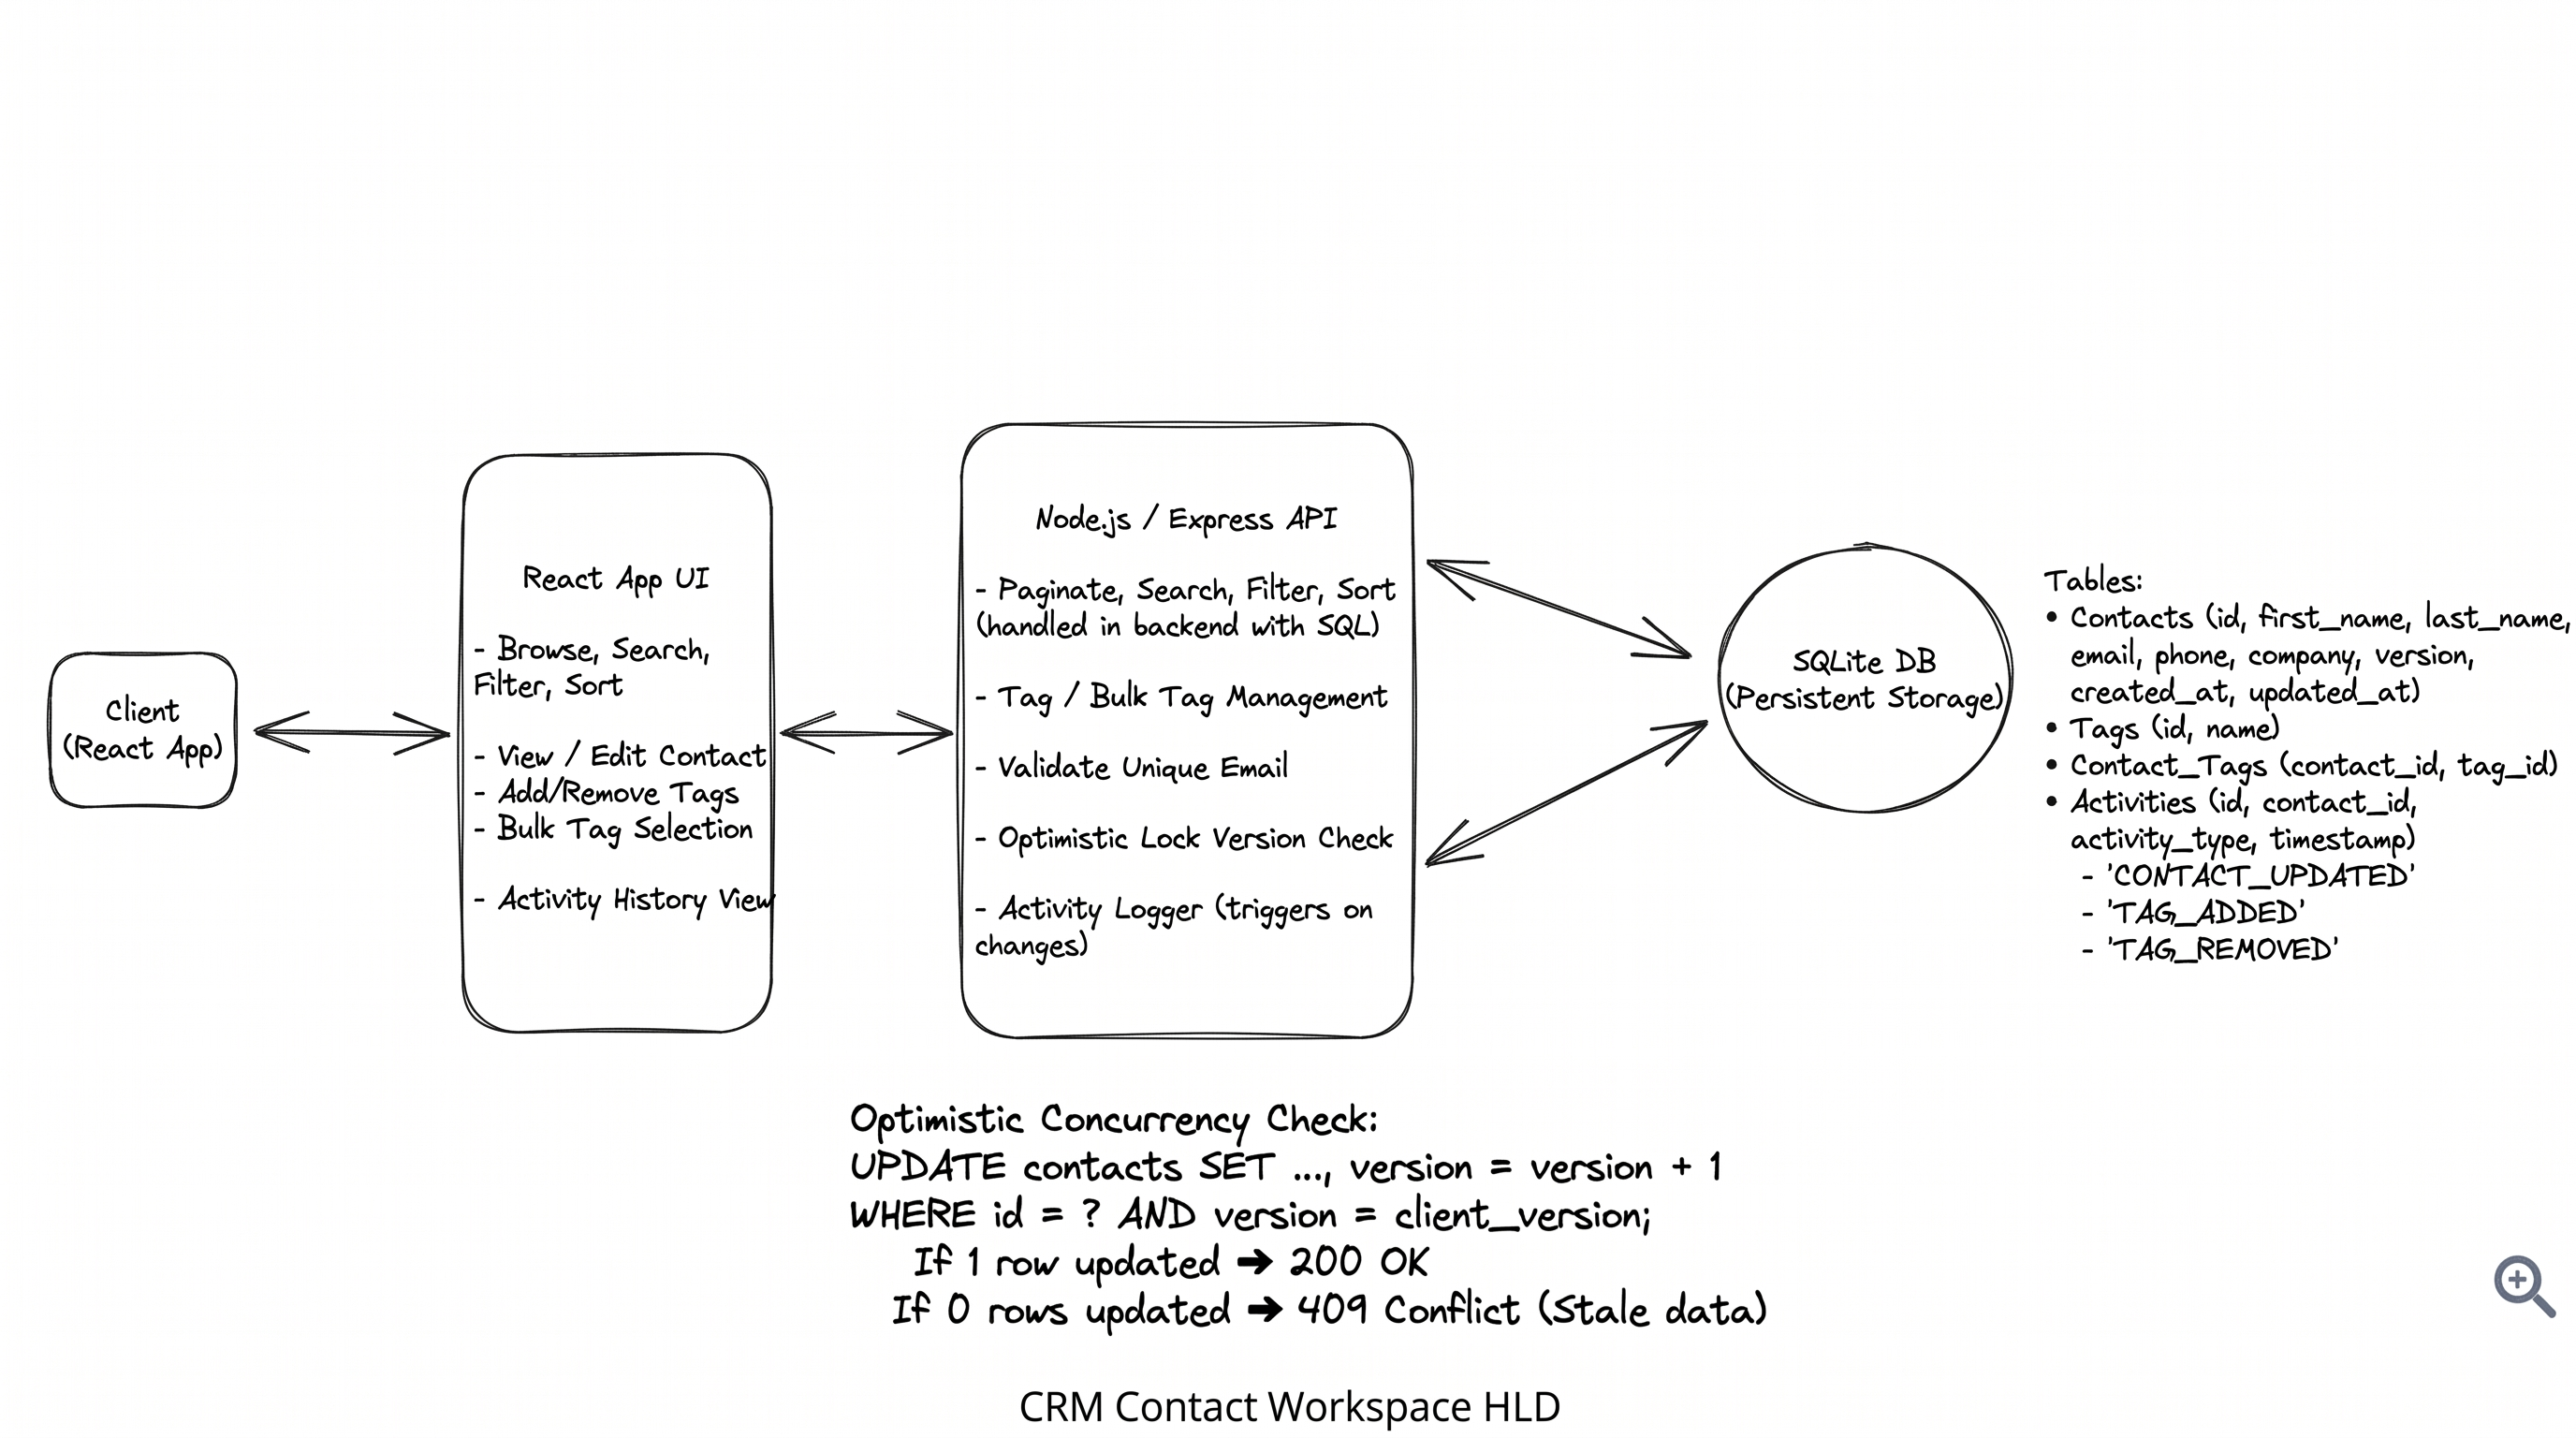 Client
(React App)
React App UI
- Browse, Search,
Filter, Sort
- View / Edit Contact
- Add/Remove Tags
- Bulk Tag Selection
- Activity History View
Node.js / Express API
- Paginate, Search, Filter, Sort
(handled in backend with SQL)
- Tag / Bulk Tag Management
- Validate Unique Email
- Optimistic Lock Version Check
- Activity Logger (triggers on
changes)
SQLite DB
(Persistent Storage)
Tables:
• Contacts (id, first_name, last_name,
email, phone, company, version,
created_at, updated_at)
• Tags (id, name)
• Contact_Tags (contact_id, tag_id)
• Activities (id, contact_id,
activity_type, timestamp)
- 'CONTACT_UPDATED'
- 'TAG_ADDED'
- 'TAG_REMOVED'
Optimistic Concurrency Check:
UPDATE contacts SET ..., version = version + 1
WHERE id = ? AND version = client_version;
If 1 row updated ➔ 200 OK
If 0 rows updated ➔ 409 Conflict (Stale data)
CRM Contact Workspace HLD